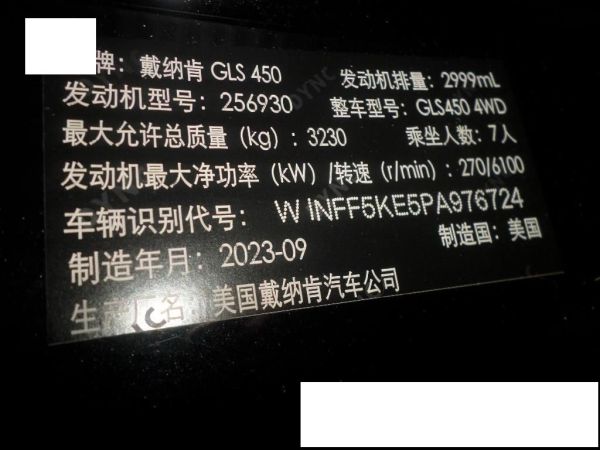 牌：戴纳肯 GLS 450 发动机排量：2999mL
发动机型号：256930 整车型号：GLS450 4WD
最大允许总质量（kg）：3230 乘坐人数：7人
发动机最大净功率（kW）/转速（r/min）：270/6100
车辆识别代号：W1NFF5KE5PA976724
制造年月：2023-09 制造国：美国
生产厂名：美国戴纳肯汽车公司